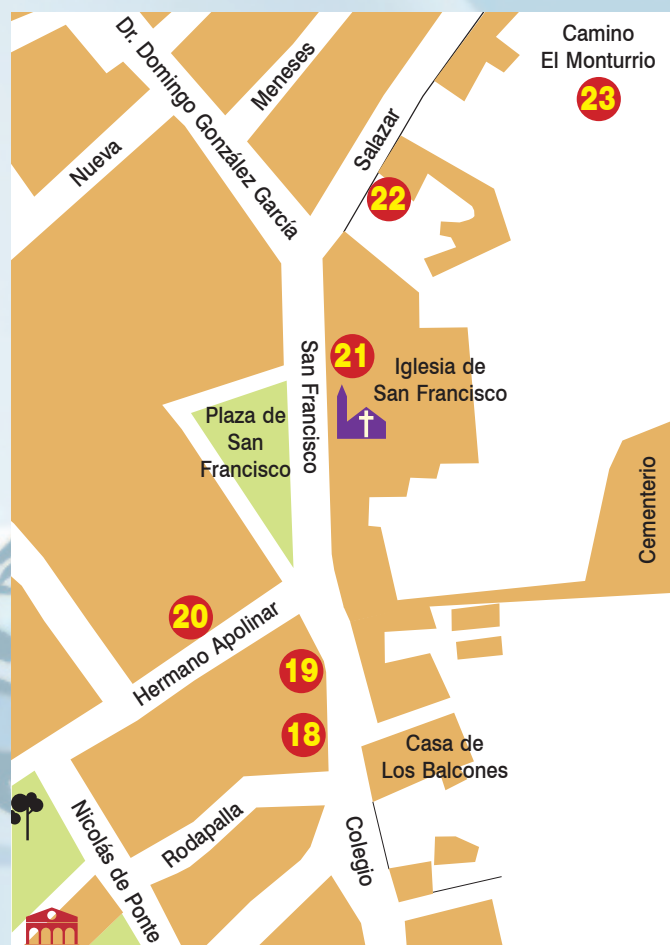 Camino
El Monturrio
23
Dr. Domingo González García
Meneses
Nueva
Salazar
22
21
Iglesia de
San Francisco
San Francisco
Plaza de
San
Francisco
Cementerio
20
Hermano Apolinar
19
18
Casa de
Los Balcones
Nicolás de Ponte
Rodapalla
Colegio